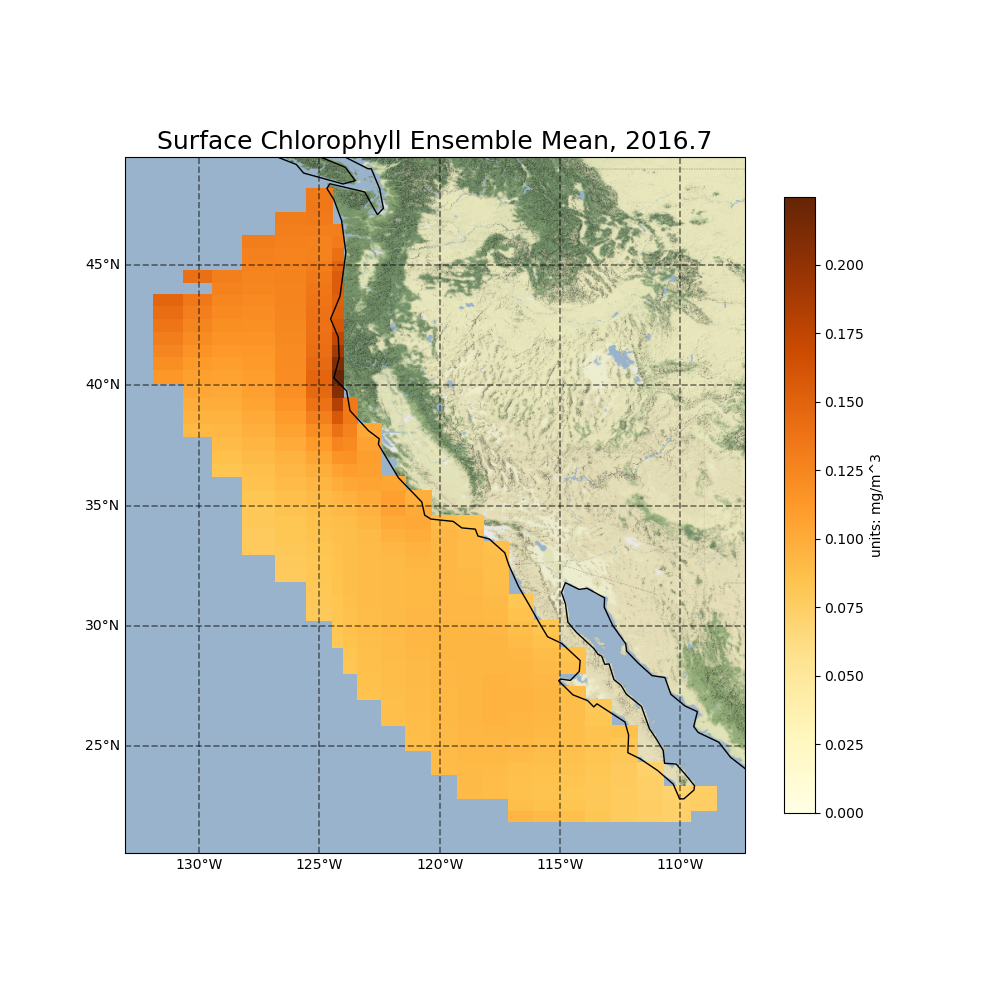 Surface Chlorophyll Ensemble Mean, 2016.7
45°N
40°N
35°N
30°N
25°N
130°W 125°W 120°W 115°W 110°W
0.200
0.175
0.150
0.125
0.100
0.075
0.050
0.025
0.000
units: mg/m^3